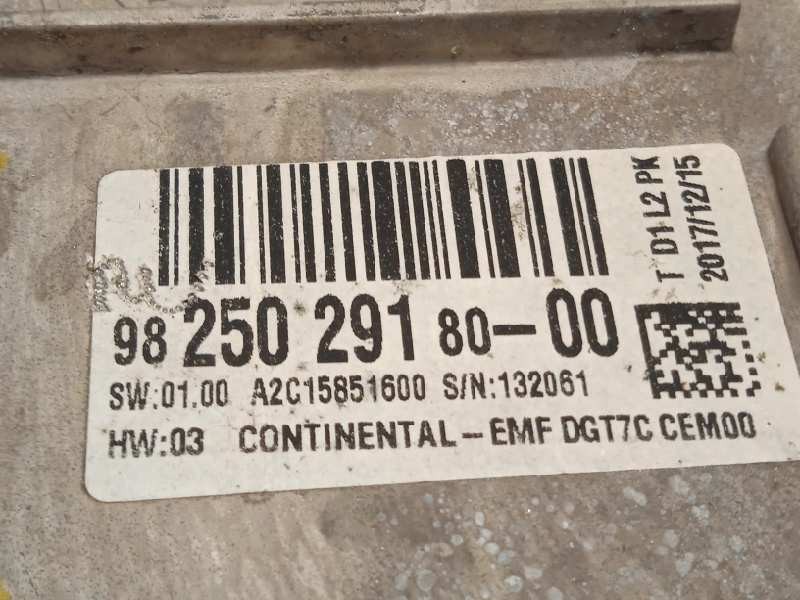 98 250 291 80-00
SW:01.00 A2C15851600 S/N:132061
HW:03 CONTINENTAL-EMF DGT7C CEM00
T D1 L2 PK
2017/12/15